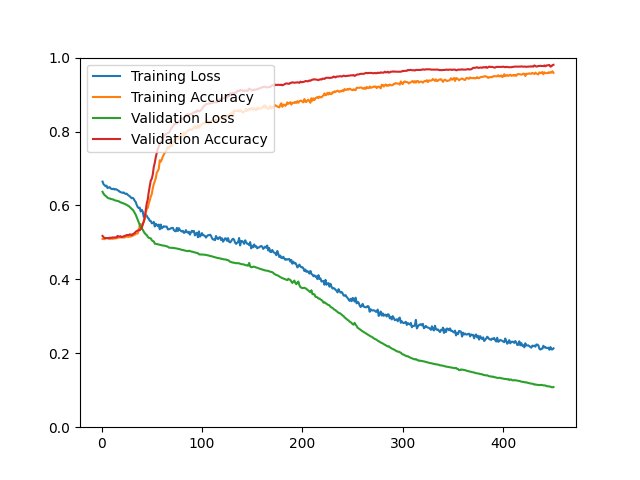 1.0
0.8
0.6
0.4
0.2
0.0
Training Loss
Training Accuracy
Validation Loss
Validation Accuracy
0 100 200 300 400